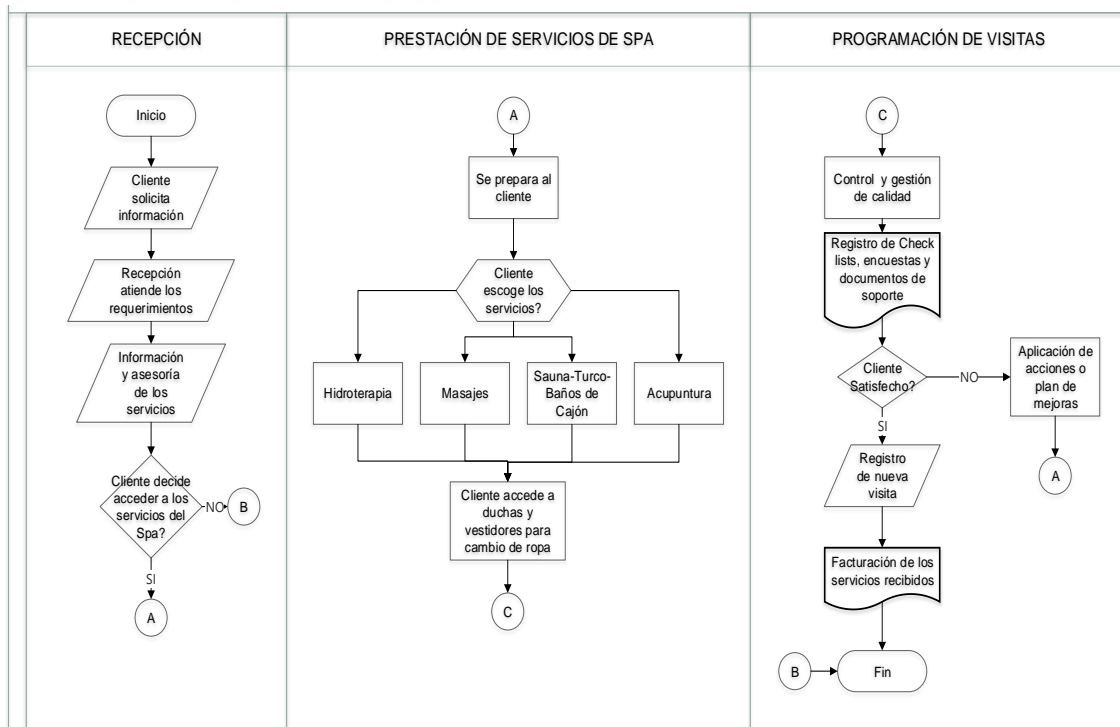 RECEPCIÓN
Inicio
Cliente
solicita
información
Recepción
atiende los
requerimientos
Información
y asesoría
de los
servicios
Cliente decide
acceder a los
servicios del
Spa?
NO
B
SI
A
PRESTACIÓN DE SERVICIOS DE SPA
A
Se prepara al
cliente
Cliente
escoge los
servicios?
Hidroterapia
Masajes
Sauna-Turco-
Baños de
Cajón
Acupuntura
Cliente accede a
duchas y
vestidores para
cambio de ropa
C
PROGRAMACIÓN DE VISITAS
C
Control y gestión
de calidad
Registro de Check
lists, encuestas y
documentos de
soporte
Cliente
Satisfecho?
NO
Aplicación de
acciones o
plan de
mejoras
A
SI
Registro
de nueva
visita
Facturación de los
servicios recibidos
B
Fin